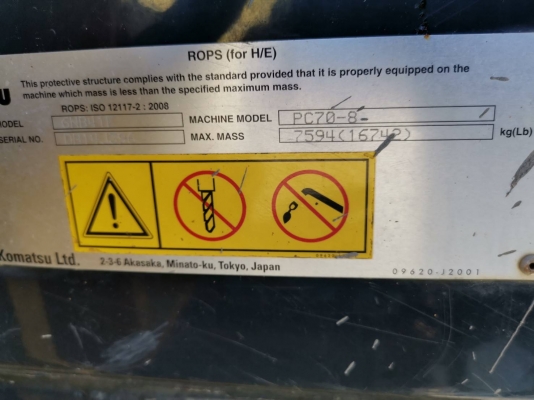 ROPS (for H/E)
This protective structure complies with the standard provided that it is properly equipped on the
machine which mass is less than the specified maximum mass.
ROPS: ISO 12117-2 : 2008
MODEL MACHINE MODEL PC70-8
SERIAL NO. MAX. MASS 7594(16742) kg(Lb)
Komatsu Ltd. 2-3-6 Akasaka, Minato-ku, Tokyo, Japan
09620-J2001